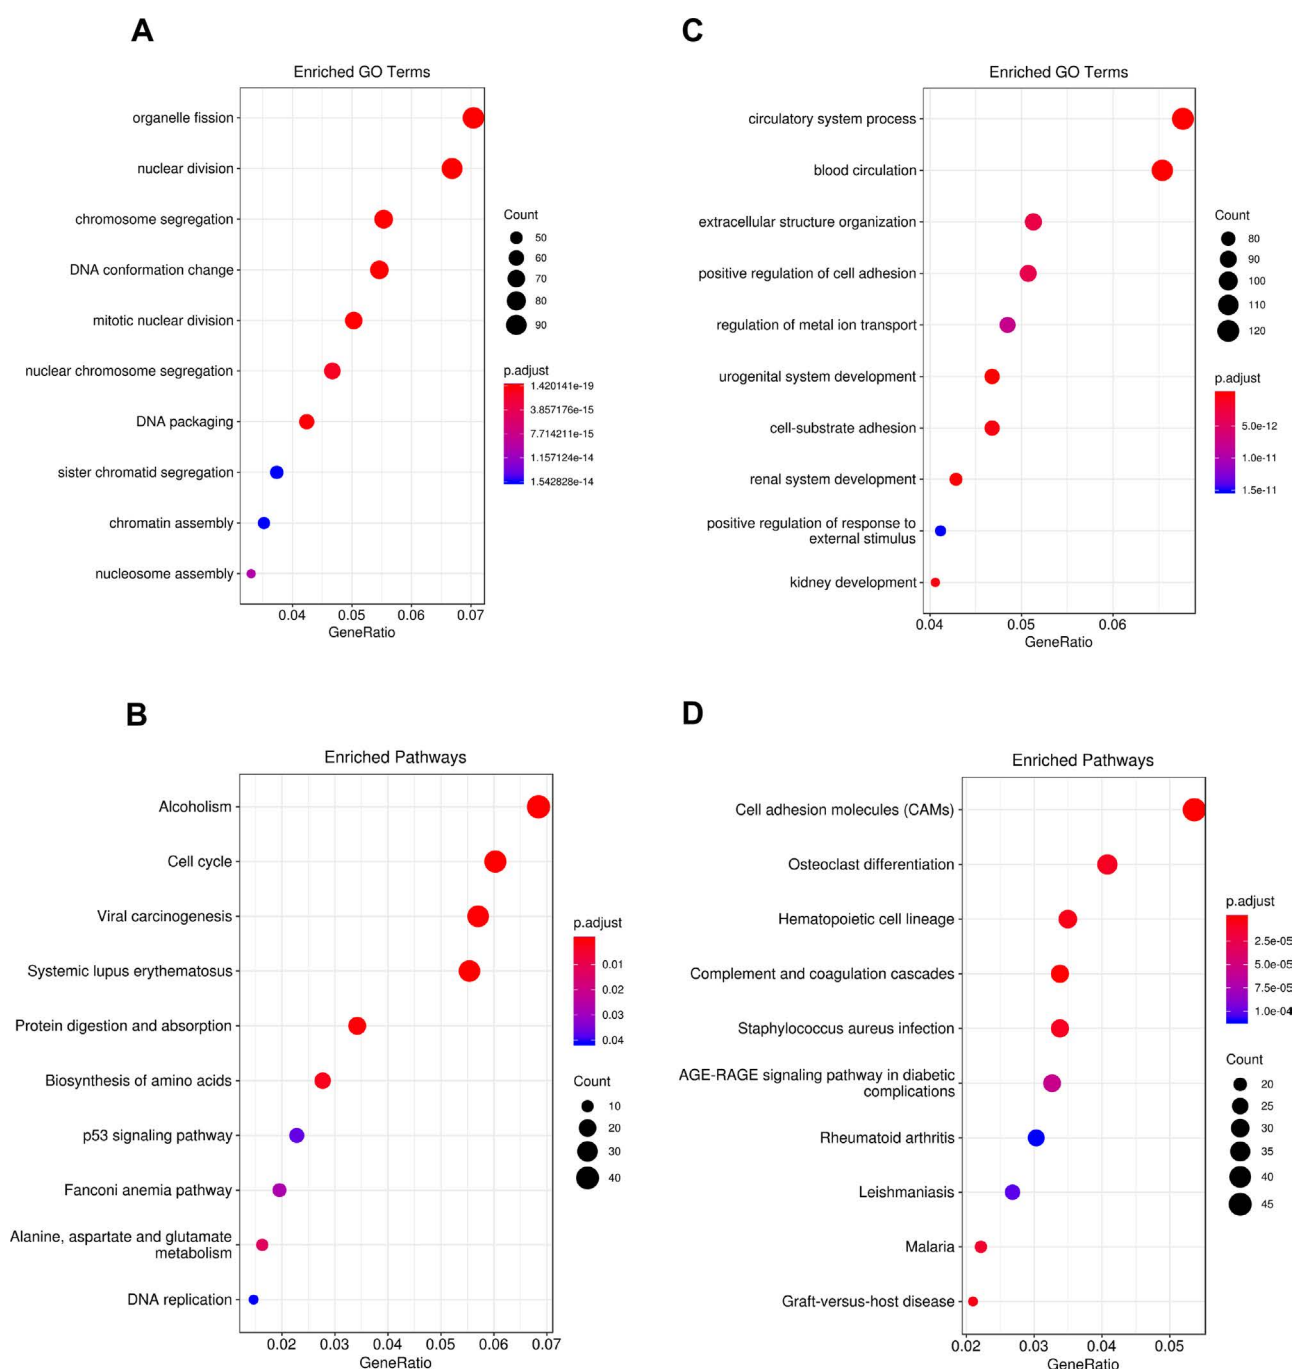 A
Enriched GO Terms
organelle fission
nuclear division
chromosome segregation
DNA conformation change
mitotic nuclear division
nuclear chromosome segregation
DNA packaging
sister chromatid segregation
chromatin assembly
nucleosome assembly
0.04 0.05 0.06 0.07
GeneRatio
Count
50
60
70
80
90
p.adjust
1.420141e-19
3.857176e-15
7.714211e-15
1.157124e-14
1.542828e-14
C
Enriched GO Terms
circulatory system process
blood circulation
extracellular structure organization
positive regulation of cell adhesion
regulation of metal ion transport
urogenital system development
cell-substrate adhesion
renal system development
positive regulation of response to
external stimulus
kidney development
0.04 0.05 0.06
GeneRatio
Count
80
90
100
110
120
p.adjust
5.0e-12
1.0e-11
1.5e-11
B
Enriched Pathways
Alcoholism
Cell cycle
Viral carcinogenesis
Systemic lupus erythematosus
Protein digestion and absorption
Biosynthesis of amino acids
p53 signaling pathway
Fanconi anemia pathway
Alanine, aspartate and glutamate
metabolism
DNA replication
0.02 0.03 0.04 0.05 0.06 0.07
GeneRatio
p.adjust
0.01
0.02
0.03
0.04
Count
10
20
30
40
D
Enriched Pathways
Cell adhesion molecules (CAMs)
Osteoclast differentiation
Hematopoietic cell lineage
Complement and coagulation cascades
Staphylococcus aureus infection
AGE-RAGE signaling pathway in diabetic
complications
Rheumatoid arthritis
Leishmaniasis
Malaria
Graft-versus-host disease
0.02 0.03 0.04 0.05
GeneRatio
p.adjust
2.5e-05
5.0e-05
7.5e-05
1.0e-04
Count
20
25
30
35
40
45